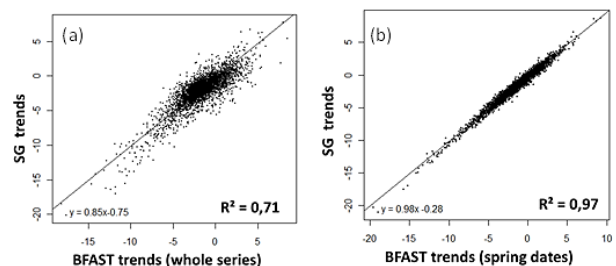 (a)
SG trends
5
0
-5
-10
-15
-20
y = 0.85x-0.75
R² = 0,71
-15 -10 -5 0 5
BFAST trends (whole series)
(b)
SG trends
5
0
-5
-10
-15
-20
y = 0.98x -0.28
R² = 0,97
-20 -15 -10 -5 0 5 10
BFAST trends (spring dates)